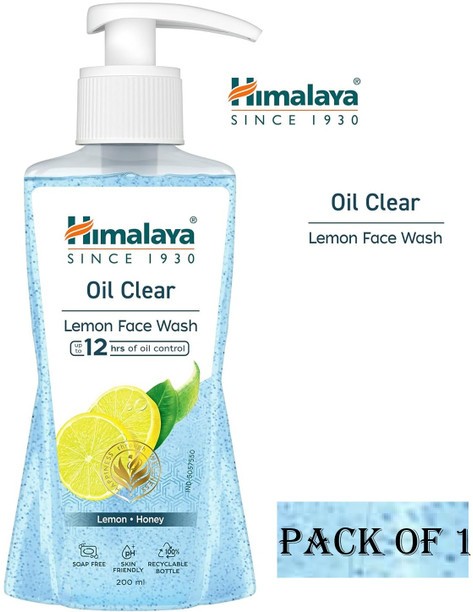 Himalaya®
SINCE 1930
Oil Clear
Lemon Face Wash
Himalaya®
SINCE 1930
Oil Clear
Lemon Face Wash
up to 12 hrs of oil control
Lemon • Honey
SOAP FREE
pH
SKIN FRIENDLY
100%
RECYCLABLE BOTTLE
200 ml
PACK OF 1